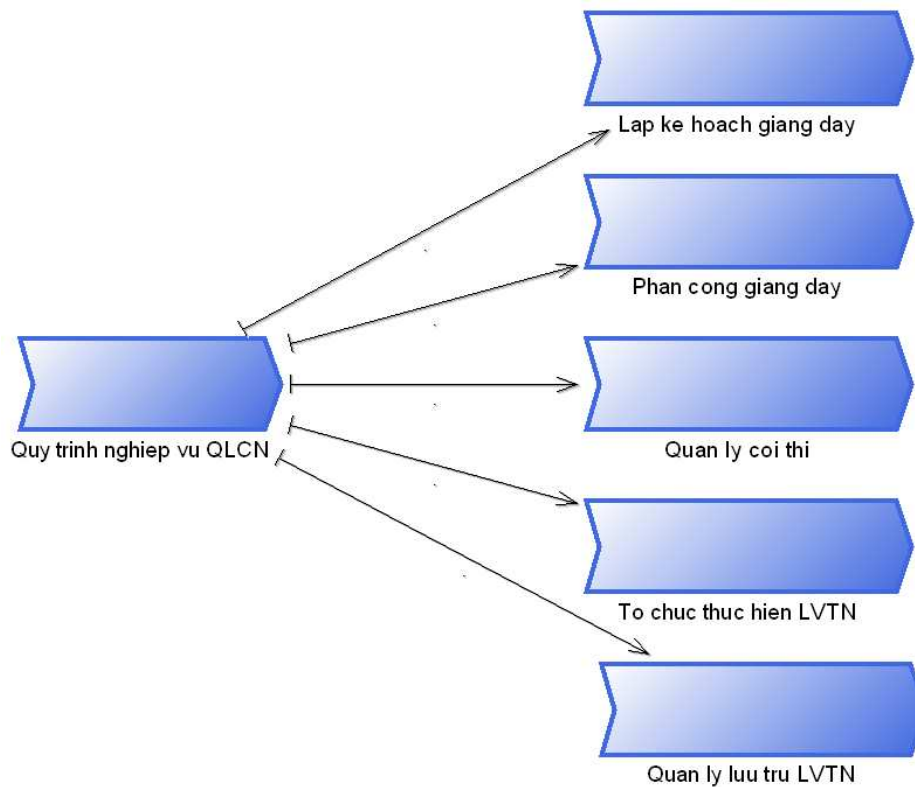 Lap ke hoach giang day
Phan cong giang day
Quy trinh nghiep vu QLCN
Quan ly coi thi
To chuc thuc hien LVTN
Quan ly luu tru LVTN